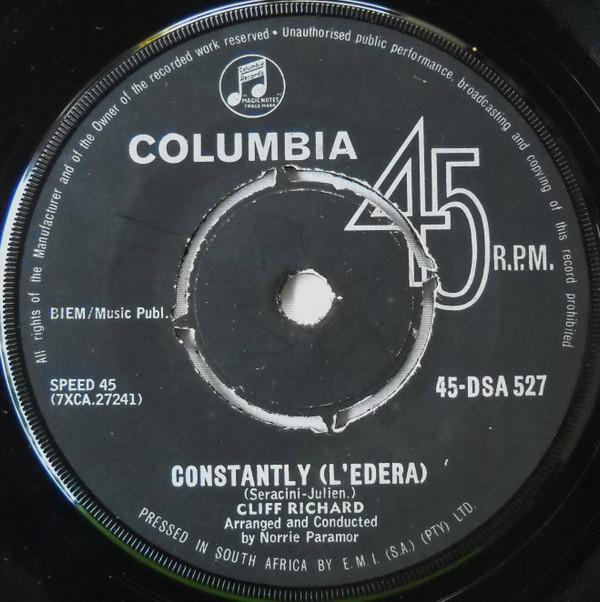 All rights of the Manufacturer and of the Owner of the recorded work reserved • Unauthorised public performance, broadcasting and copying of this record prohibited
Columbia
Records
"MAGIC NOTES"
TRADE MARK
COLUMBIA
45 R.P.M.
BIEM/Music Publ.
SPEED 45
(7XCA.27241)
45-DSA 527
CONSTANTLY (L'EDERA)
(Seracini-Julien.)
CLIFF RICHARD
Arranged and Conducted
by Norrie Paramor
PRESSED IN SOUTH AFRICA BY E.M.I. (S.A.) (PTY) LTD.